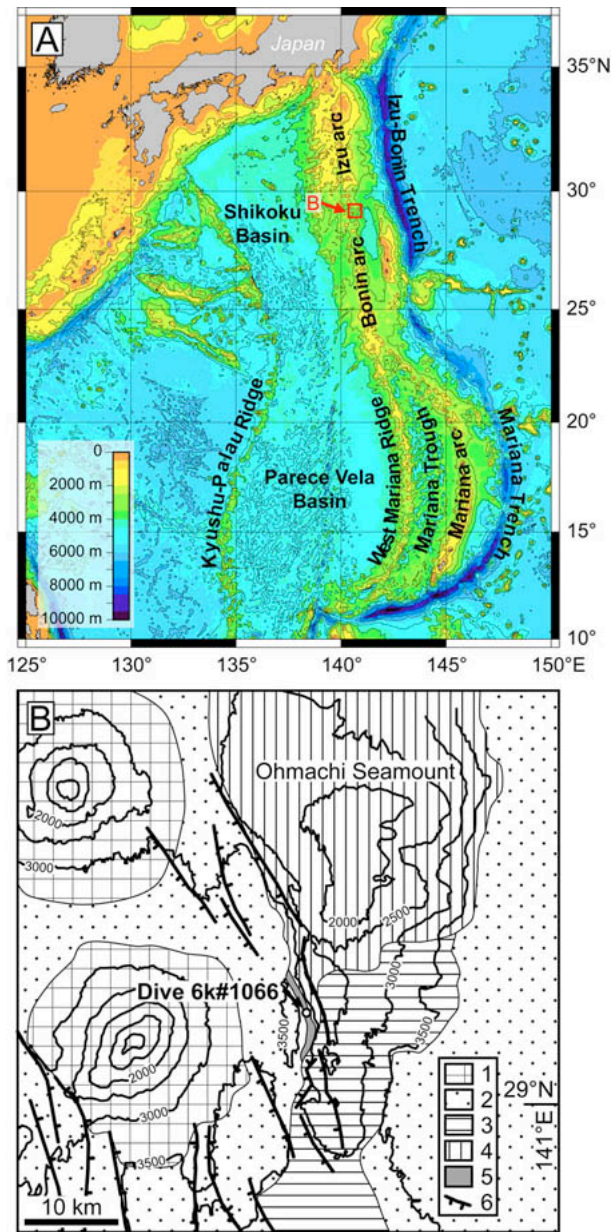 A
Japan
35°N
Izu arc
Izu-Bonin Trench
B
30°
Shikoku
Basin
Bonin arc
25°
Kyushu-Palau Ridge
20°
0
2000 m
4000 m
6000 m
8000 m
10000 m
Parece Vela
Basin
West Mariana Ridge
Mariana Trough
Mariana arc
Mariana Trench
15°
10°
125°
130°
135°
140°
145°
150°E
B
Ohmachi Seamount
2000
3000
2000
2500
3000
3500
Dive 6k#1066
3500
2000
3000
3500
1
2
3
4
5
6
29°N
141°E
10 km